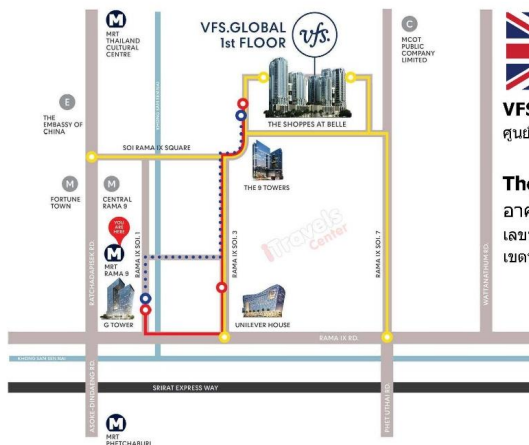 MRT
THAILAND
CULTURAL
CENTRE
VFS.GLOBAL
1st FLOOR
vfs.
C
MCOT
PUBLIC
COMPANY
LIMITED
E
THE
EMBASSY OF
CHINA
THE SHOPPES AT BELLE
SOI RAMA IX SQUARE
THE 9 TOWERS
M
FORTUNE
TOWN
M
CENTRAL
RAMA 9
YOU
ARE
HERE
MRT
RAMA 9
G TOWER
RATCHADAPISEK RD.
RAMA IX SOI. 1
RAMA IX SOI. 3
RAMA IX SOI. 7
WATTANATHUM RD.
iTravels
Center
UNILEVER HOUSE
RAMA IX RD.
SRIRAT EXPRESS WAY
ASOKE-DINDAENG RD.
PHET UTHAI RD.
MRT
PHETCHABURI
VFS
ศูนย์
The
อาค
เลข
เขต